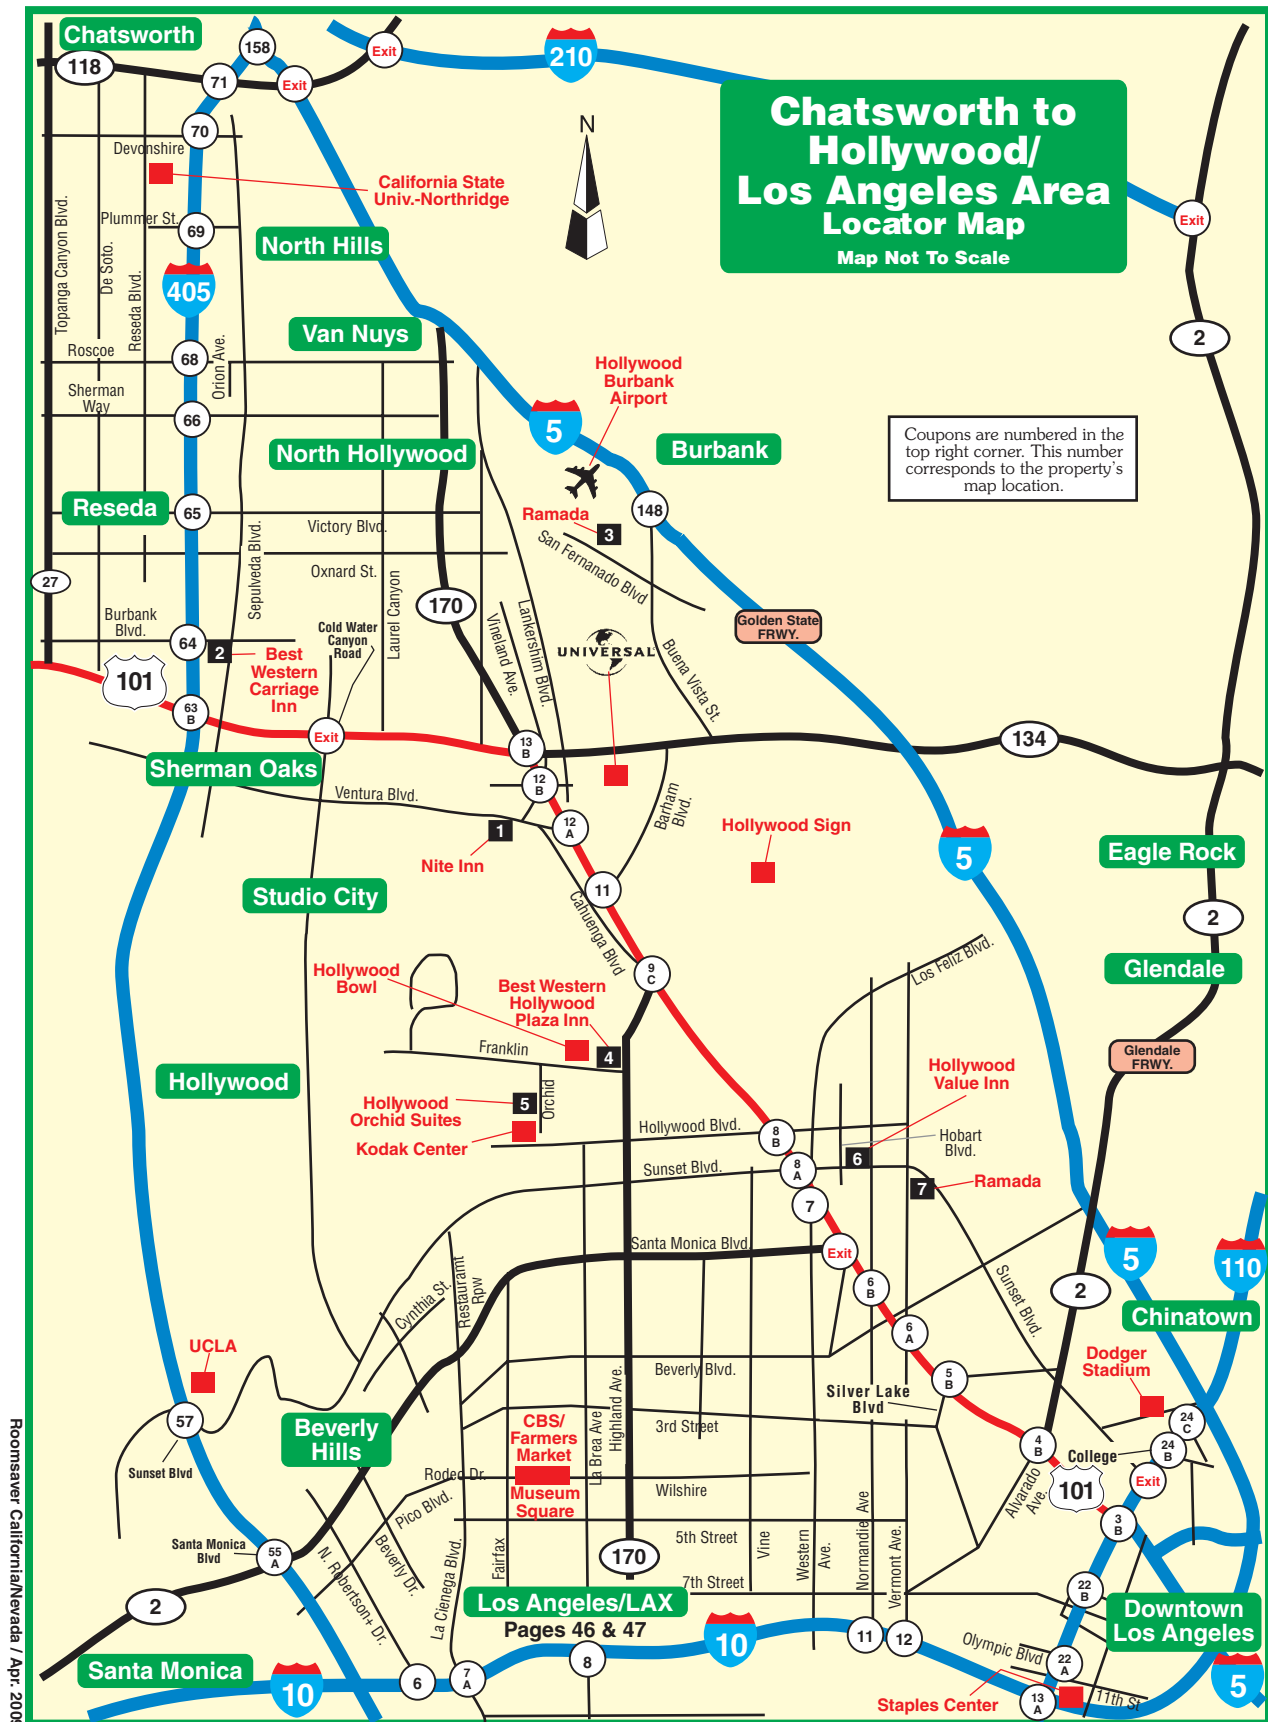 Chatsworth to
Hollywood/
Los Angeles Area
Locator Map
Map Not To Scale
Coupons are numbered in the
top right corner. This number
corresponds to the property's
map location.
Chatsworth
158
Exit
210
118
71
Exit
N
70
Devonshire
California State
Univ.-Northridge
Exit
Plummer St.
69
North Hills
Topanga Canyon Blvd.
De Soto.
Reseda Blvd.
405
Van Nuys
2
Roscoe
68
Orion Ave.
Sherman
Way
66
Hollywood
Burbank
Airport
5
Burbank
North Hollywood
Reseda
65
Victory Blvd.
148
Ramada
3
San Fernanado Blvd
Sepulveda Blvd.
Oxnard St.
27
Laurel Canyon
170
Burbank
Blvd.
64
2
Best
Western
Carriage
Inn
Cold Water
Canyon
Road
Vineland Ave.
Lankershim Blvd.
UNIVERSAL
Buena Vista St.
Golden State
FRWY.
101
63
B
Exit
13
B
134
Sherman Oaks
12
B
Ventura Blvd.
Barham
Blvd.
1
12
A
Nite Inn
Hollywood Sign
5
Eagle Rock
Studio City
11
Cahuenga Blvd
2
9
C
Los Feliz Blvd.
Glendale
Hollywood
Bowl
Best Western
Hollywood
Plaza Inn
Franklin
4
Glendale
FRWY.
Hollywood
Hollywood
Value Inn
Hollywood
Orchid Suites
5
Orchid
Kodak Center
Hollywood Blvd.
8
B
Hobart
Blvd.
6
Sunset Blvd.
8
A
7
Ramada
7
Santa Monica Blvd.
Exit
5
110
Restauramt
Rpw
Cynthia St.
6
B
2
Sunset Blvd.
Chinatown
6
A
UCLA
Beverly Blvd.
5
B
Dodger
Stadium
Silver Lake
Blvd
57
Sunset Blvd
Beverly
Hills
CBS/
Farmers
Market
Museum
Square
La Brea Ave
Highland Ave.
3rd Street
24
C
4
B
College
24
B
Rodeo Dr.
Wilshire
Exit
101
Alvarado
Ave.
Pico Blvd.
3
B
Santa Monica
Blvd
55
A
N. Robertson+ Dr.
Beverly Dr.
La Cienega Blvd.
Fairfax
170
5th Street
Vine
Western
Ave.
Normandie Ave
Vermont Ave.
7th Street
22
B
2
Los Angeles/LAX
Pages 46 & 47
Downtown
Los Angeles
10
11
12
Olympic Blvd
Santa Monica
10
6
7
A
8
22
A
5
Staples Center
13
A
11th St
Roomsaver California/Nevada / Apr. 2009